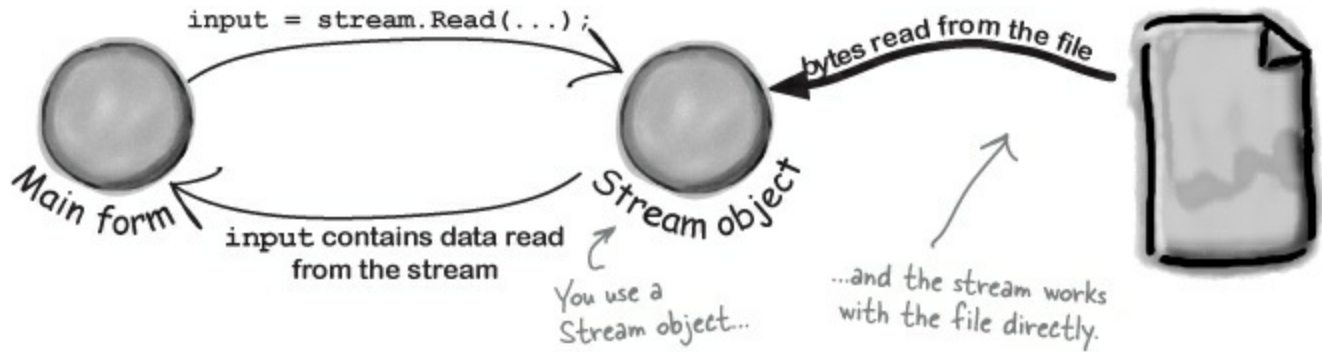 input = stream.Read(...);
bytes read from the file
Main form
Stream object
input contains data read
from the stream
You use a
Stream object...
...and the stream works
with the file directly.